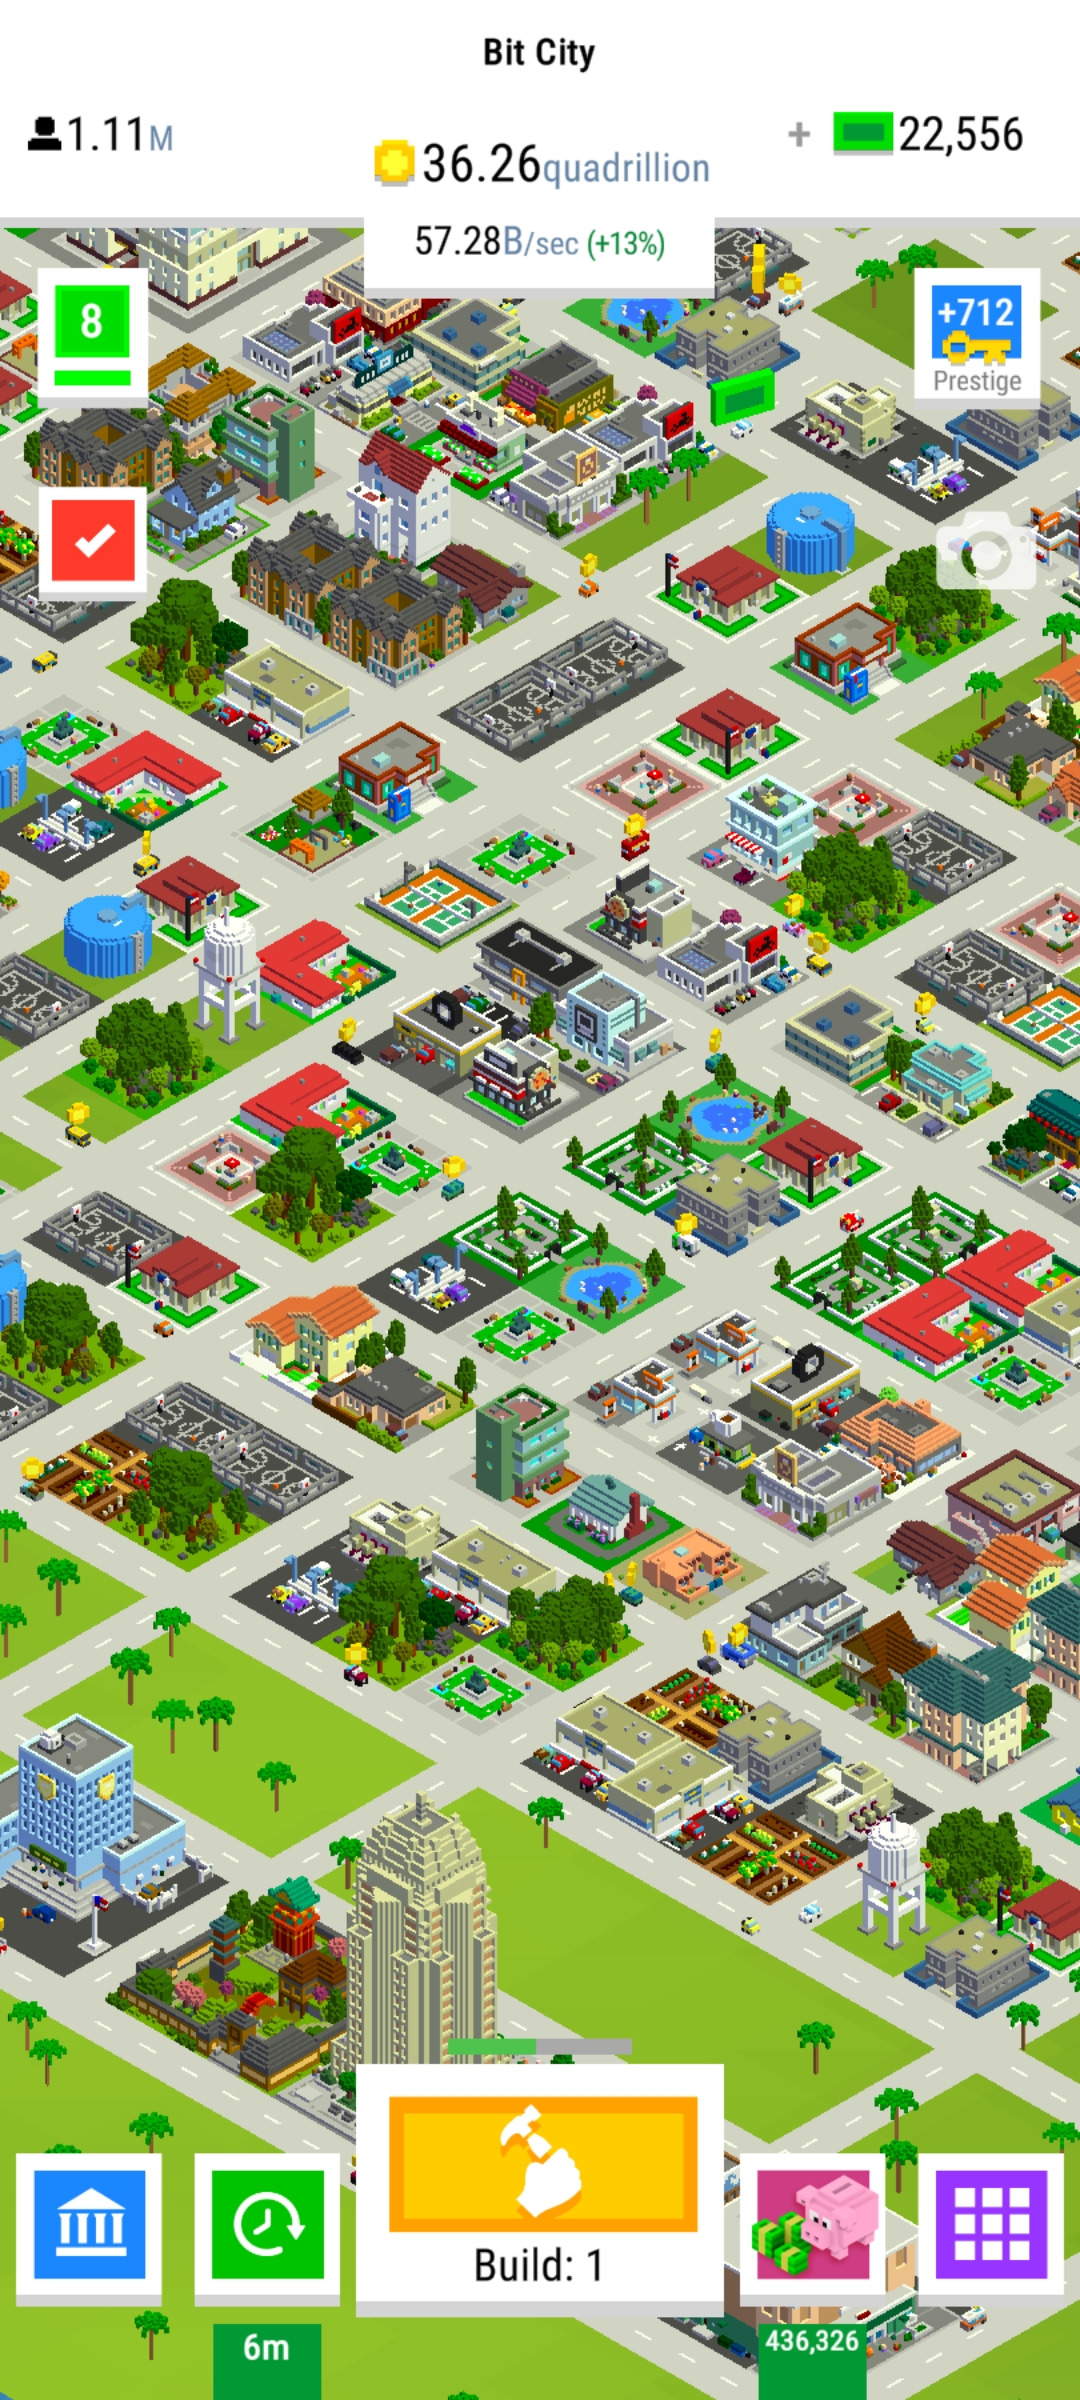 Bit City
1.11M
36.26quadrillion
+ 22,556
57.28B/sec (+13%)
8
+712
Prestige
Build: 1
6m
436,326